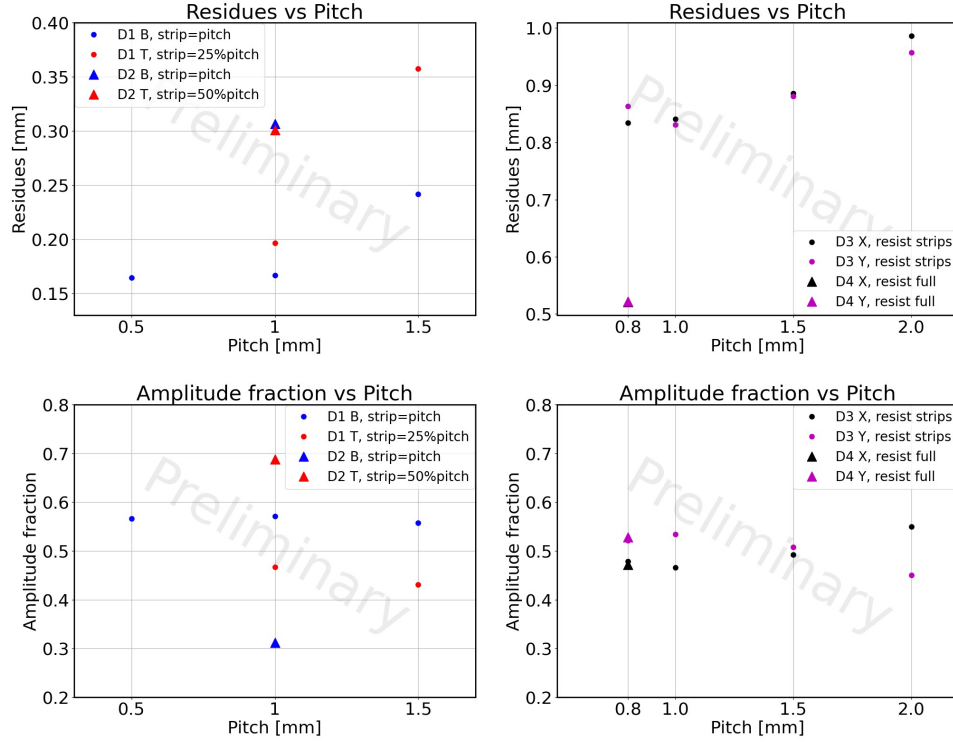 Residues vs Pitch
0.40
0.35
0.30
0.25
0.20
0.15
Residues [mm]
D1 B, strip=pitch
D1 T, strip=25%pitch
D2 B, strip=pitch
D2 T, strip=50%pitch
Preliminary
0.5
1
1.5
Pitch [mm]
Residues vs Pitch
1.0
0.9
0.8
0.7
0.6
0.5
Residues [mm]
Preliminary
D3 X, resist strips
D3 Y, resist strips
D4 X, resist full
D4 Y, resist full
0.8
1.0
1.5
2.0
Pitch [mm]
Amplitude fraction vs Pitch
0.8
0.7
0.6
0.5
0.4
0.3
0.2
Amplitude fraction
D1 B, strip=pitch
D1 T, strip=25%pitch
D2 B, strip=pitch
D2 T, strip=50%pitch
Preliminary
0.5
1
1.5
Pitch [mm]
Amplitude fraction vs Pitch
0.8
0.7
0.6
0.5
0.4
0.3
0.2
Amplitude fraction
D3 X, resist strips
D3 Y, resist strips
D4 X, resist full
D4 Y, resist full
Preliminary
0.8
1.0
1.5
2.0
Pitch [mm]